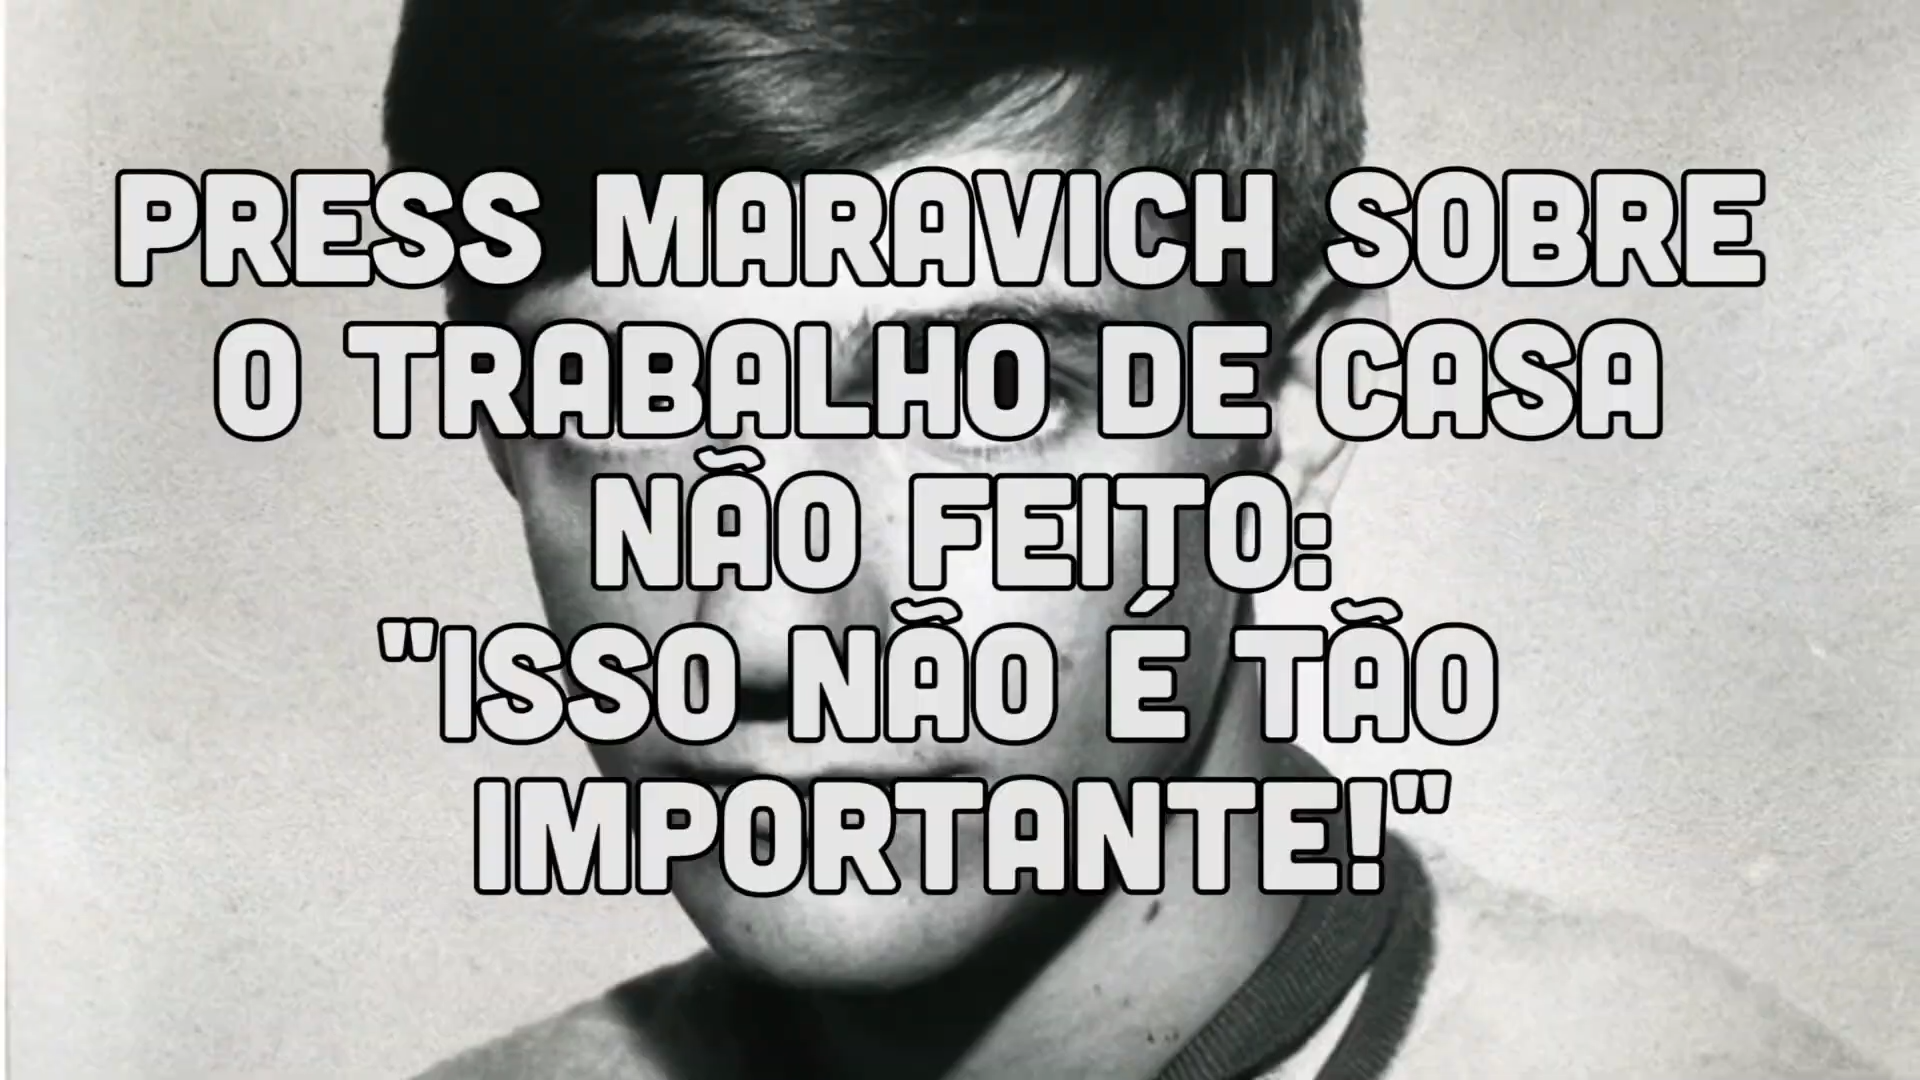 PRESS MARAVICH SOBRE
O TRABALHO DE CASA
NÃO FEITO:
"ISSO NÃO É TÃO
IMPORTANTE!"